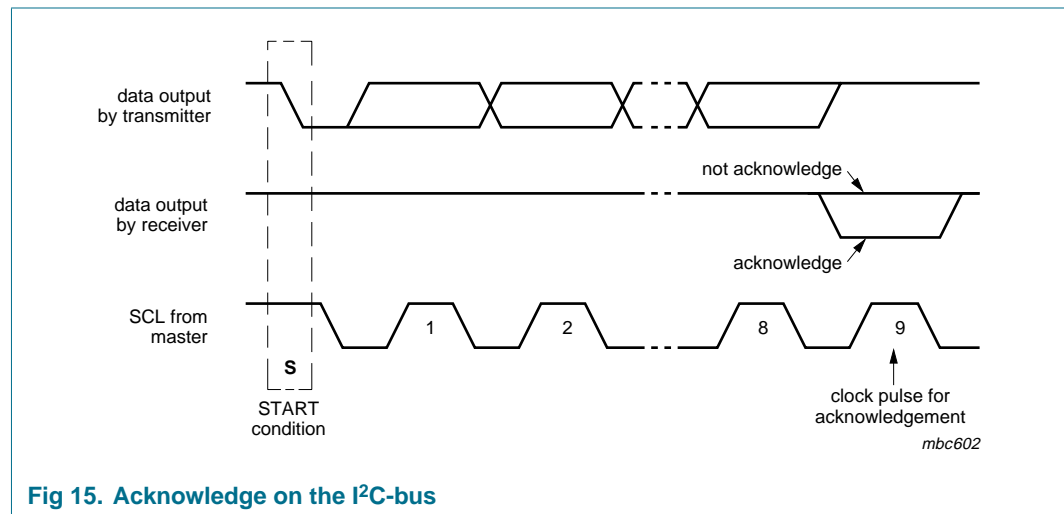 data output
by transmitter
not acknowledge
data output
by receiver
acknowledge
SCL from
master
1
2
8
9
S
START
condition
clock pulse for
acknowledgement
mbc602
Fig 15. Acknowledge on the I²C-bus